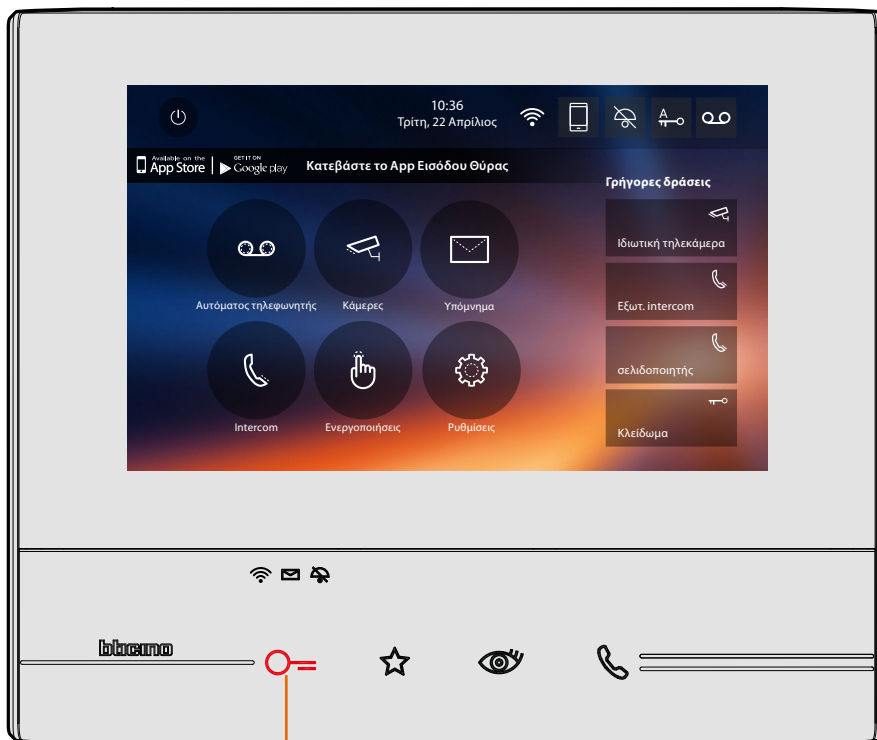 10:36
Τρίτη, 22 Απρίλιος
A
Available on the
App Store
GET IT ON
Google play
Κατεβάστε το App Εισόδου Θύρας
Γρήγορες δράσεις
Ιδιωτική τηλεκάμερα
Εξωτ. intercom
σελιδοποιητής
Κλείδωμα
Αυτόματος τηλεφωνητής
Κάμερες
Υπόμνημα
Intercom
Ενεργοποιήσεις
Ρυθμίσεις
bticino